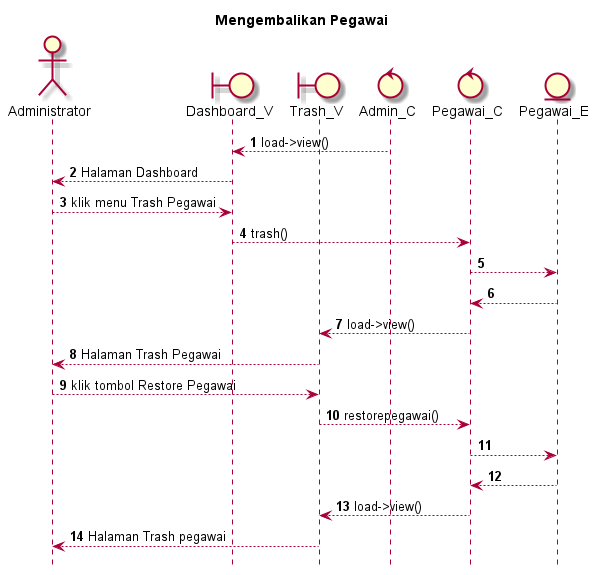 Mengembalikan Pegawai
Administrator Dashboard_V Trash_V Admin_C Pegawai_C Pegawai_E
1 load->view()
2 Halaman Dashboard
3 klik menu Trash Pegawai
4 trash()
5
6
7 load->view()
8 Halaman Trash Pegawai
9 klik tombol Restore Pegawai
10 restorepegawai()
11
12
13 load->view()
14 Halaman Trash pegawai